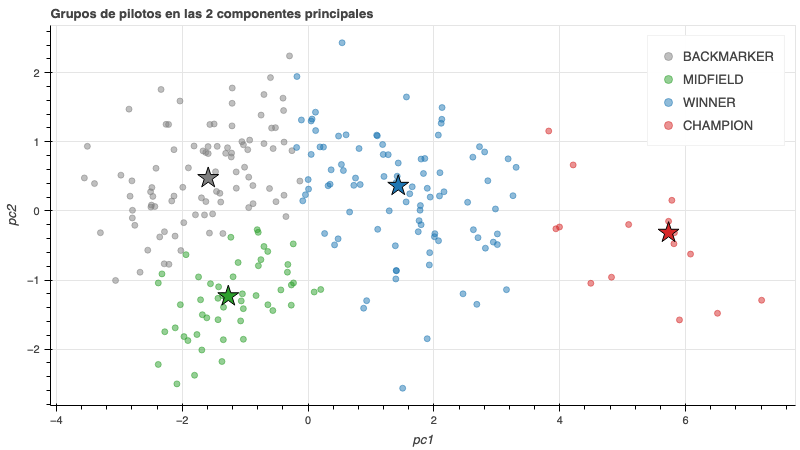 Grupos de pilotos en las 2 componentes principales
BACKMARKER
MIDFIELD
WINNER
CHAMPION
pc2
2
1
0
−1
−2
−4
−2
0
2
4
6
pc1